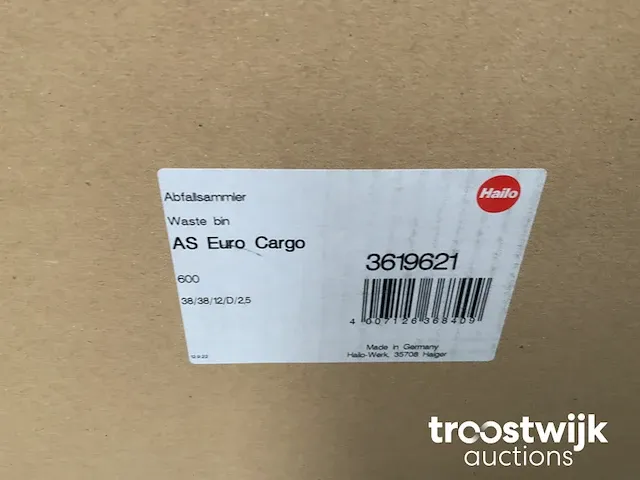 Abfallsammler
Hailo
Waste bin
AS Euro Cargo
3619621
600
38/38/12/D/2,5
4 007126 368409
Made in Germany
Hailo-Werk, 35708 Haiger
troostwijk
auctions